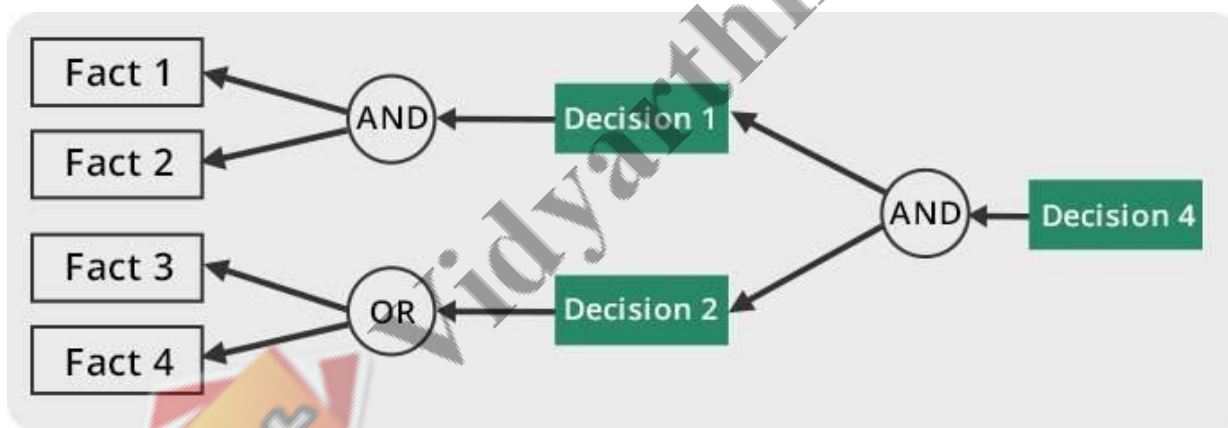 Fact 1
Fact 2
Fact 3
Fact 4
AND
OR
Decision 1
Decision 2
AND
Decision 4